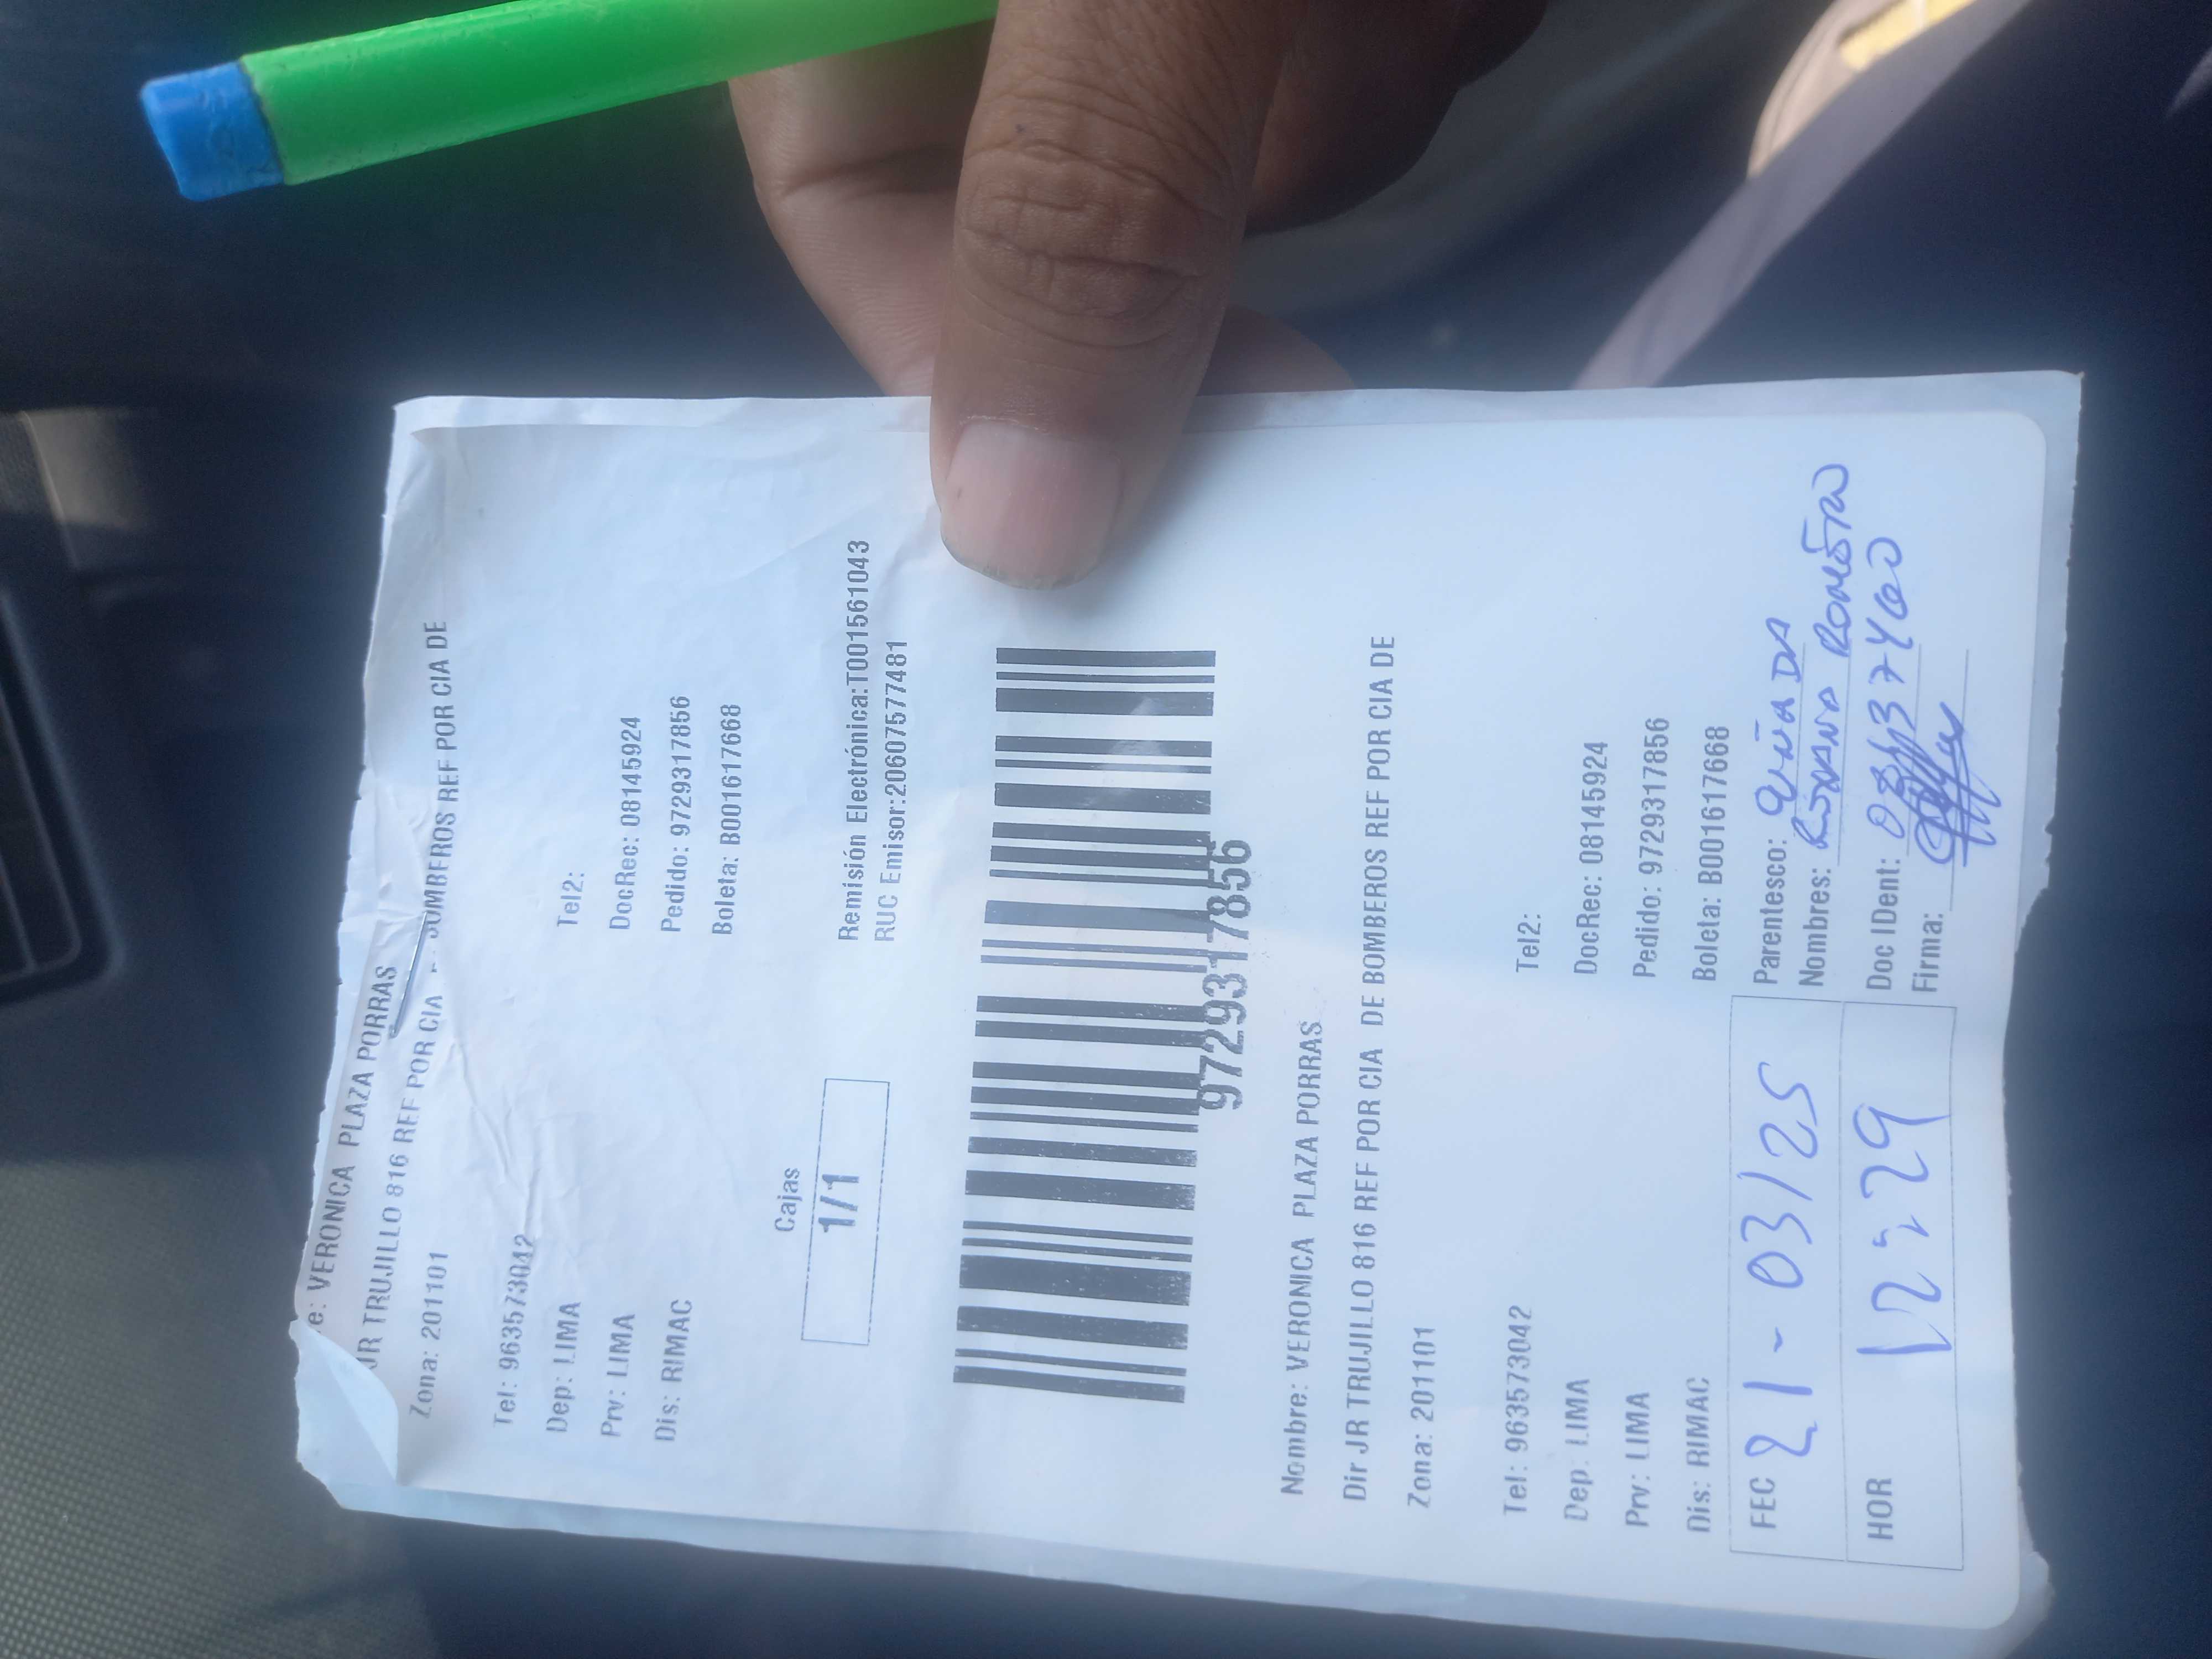 e: VERONICA PLAZA PORRAS
JR TRUJILLO 816 REF POR CIA BOMBEROS REF POR CIA DE
Zona: 201101
Tel: 963573042 Tel2:
Dep: LIMA DocRec: 08145924
Prv: LIMA Pedido: 9729317856
Dis: RIMAC Boleta: B001617668
Cajas
1/1
Remisión Electrónica:T001561043
RUC Emisor:20607577481
9729317856
Nombre: VERONICA PLAZA PORRAS
Dir JR TRUJILLO 816 REF POR CIA DE BOMBEROS REF POR CIA DE
Zona: 201101
Tel: 963573042 Tel2:
Dep: LIMA DocRec: 08145924
Prv: LIMA Pedido: 9729317856
Dis: RIMAC Boleta: B001617668
FEC 21-03/25 Parentesco:
Nombres:
HOR 12:29 Doc IDent:
Firma: